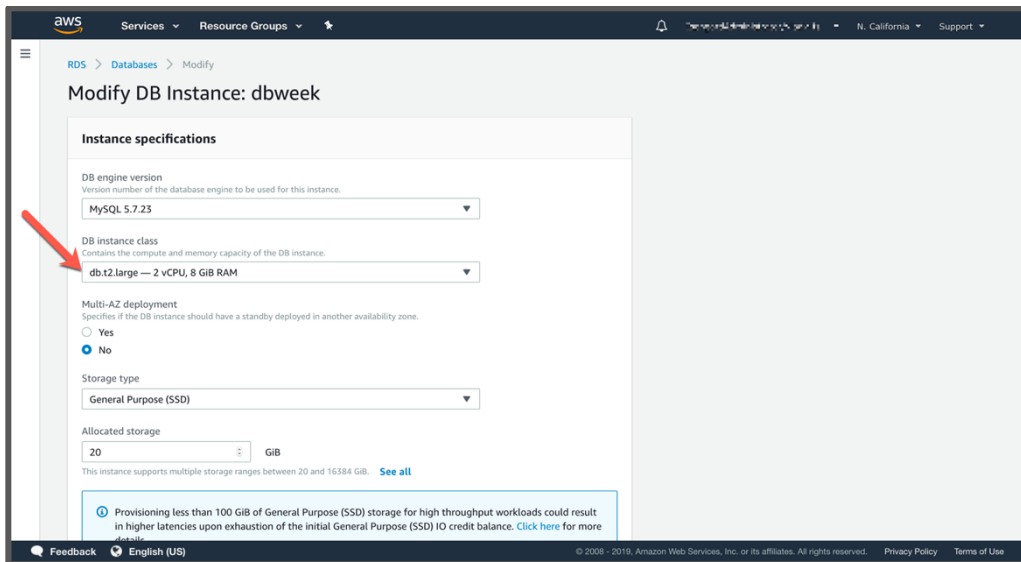 aws
Services
Resource Groups
N. California
Support
RDS > Databases > Modify
Modify DB Instance: dbweek
Instance specifications
DB engine version
Version number of the database engine to be used for this instance.
MySQL 5.7.23
DB instance class
Contains the compute and memory capacity of the DB instance.
db.t2.large — 2 vCPU, 8 GiB RAM
Multi-AZ deployment
Specifies if the DB instance should have a standby deployed in another availability zone.
Yes
No
Storage type
General Purpose (SSD)
Allocated storage
20 GiB
This instance supports multiple storage ranges between 20 and 16384 GiB. See all
Provisioning less than 100 GiB of General Purpose (SSD) storage for high throughput workloads could result
in higher latencies upon exhaustion of the initial General Purpose (SSD) IO credit balance. Click here for more
details.
Feedback
English (US)
© 2008 - 2019, Amazon Web Services, Inc. or its affiliates. All rights reserved.
Privacy Policy
Terms of Use